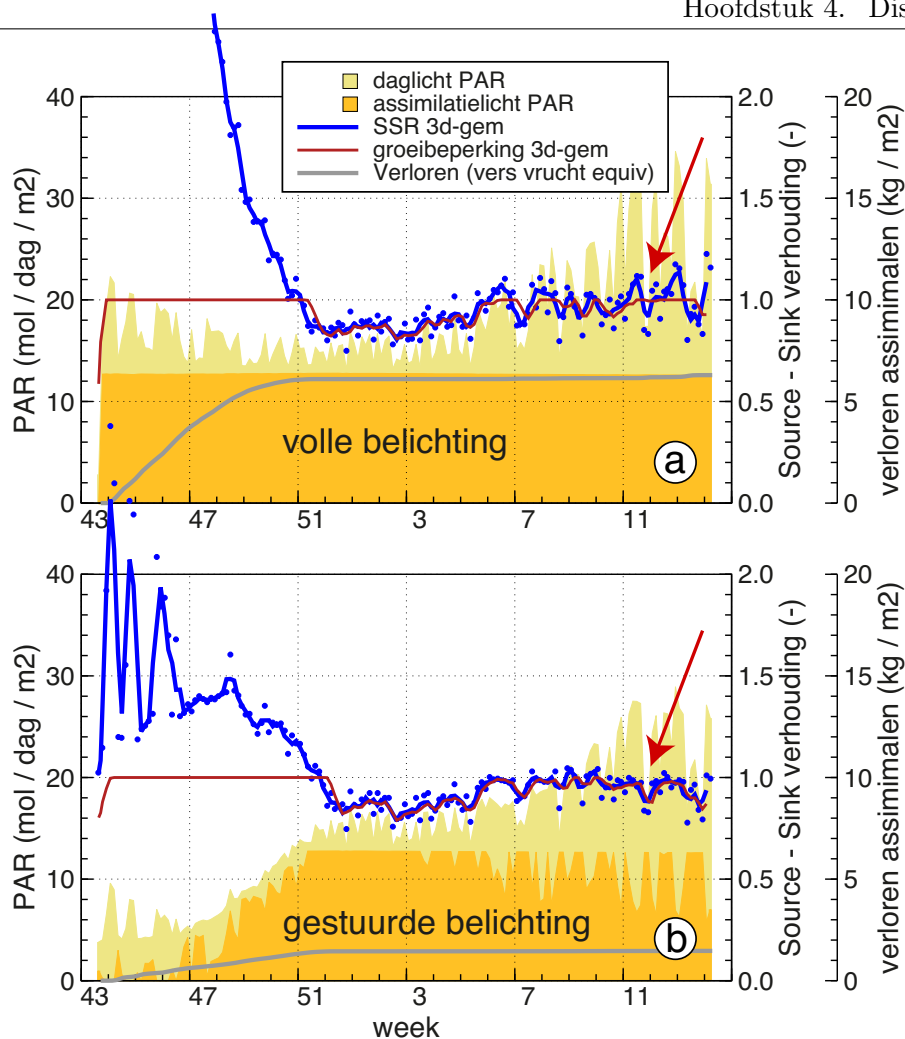 Hoofdstuk 4. Dis
daglicht PAR
assimilatielicht PAR
SSR 3d-gem
groeibeperking 3d-gem
Verloren (vers vrucht equiv)
PAR (mol / dag / m2)
40
30
20
10
0
43
47
51
3
7
11
2.0
1.5
1.0
0.5
0.0
Source - Sink verhouding (-)
20
15
10
5
0
verloren assimimalen (kg / m2)
volle belichting
a
PAR (mol / dag / m2)
40
30
20
10
0
43
47
51
3
7
11
week
2.0
1.5
1.0
0.5
0.0
Source - Sink verhouding (-)
20
15
10
5
0
verloren assimimalen (kg / m2)
gestuurde belichting
b